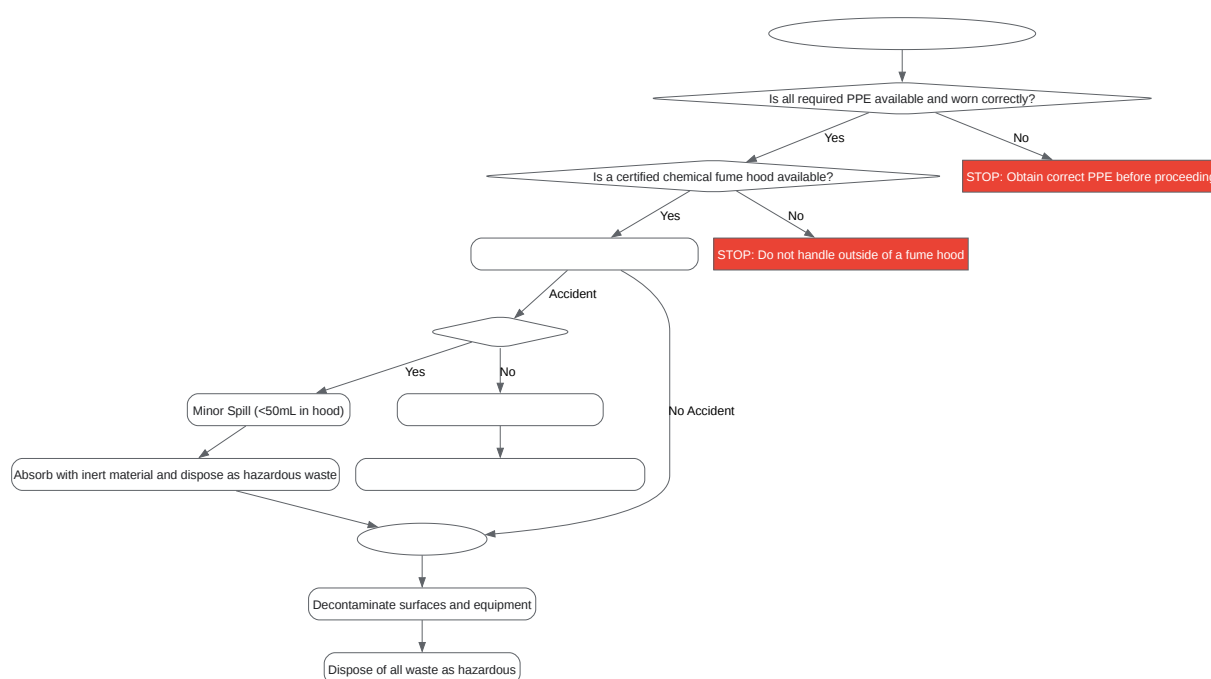 Is all required PPE available and worn correctly?
Yes
No
Is a certified chemical fume hood available?
STOP: Obtain correct PPE before proceeding
Yes
No
STOP: Do not handle outside of a fume hood
Accident
Yes
No
Minor Spill (<50mL in hood)
No Accident
Absorb with inert material and dispose as hazardous waste
Decontaminate surfaces and equipment
Dispose of all waste as hazardous